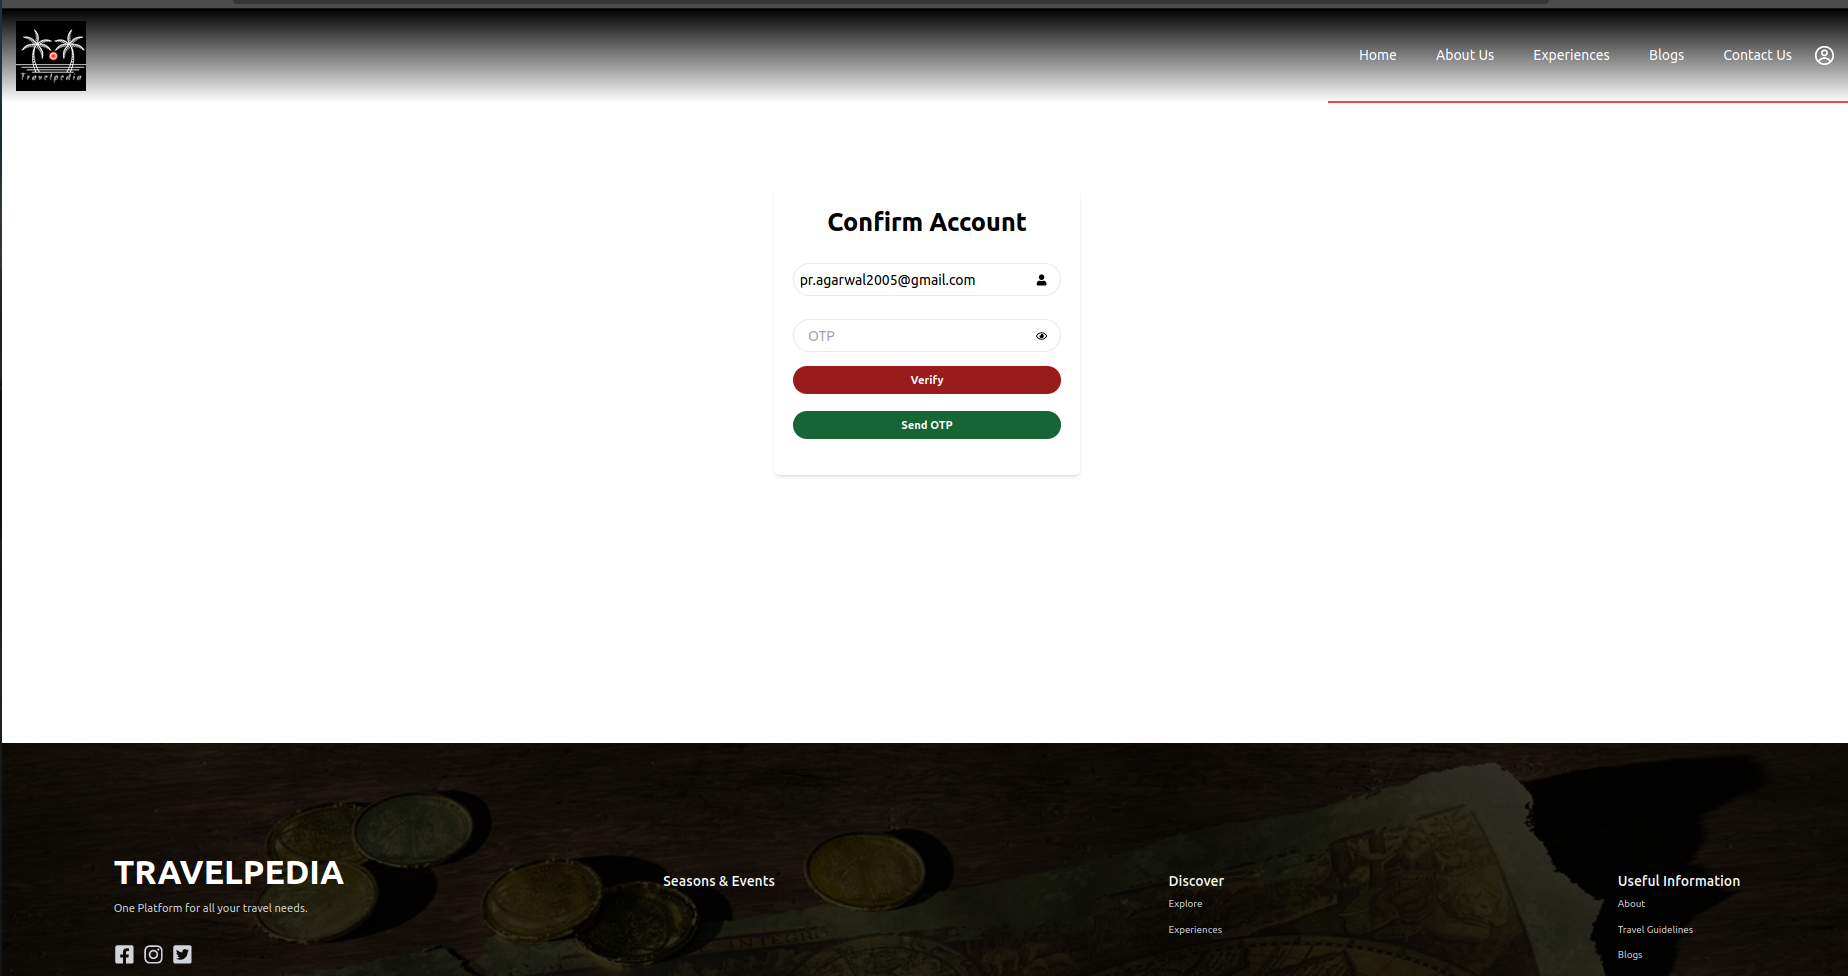 Travelpedia
Home About Us Experiences Blogs Contact Us
Confirm Account
pr.agarwal2005@gmail.com
OTP
Verify
Send OTP
TRAVELPEDIA
One Platform for all your travel needs.
Seasons & Events
Discover
Explore
Experiences
Useful Information
About
Travel Guidelines
Blogs